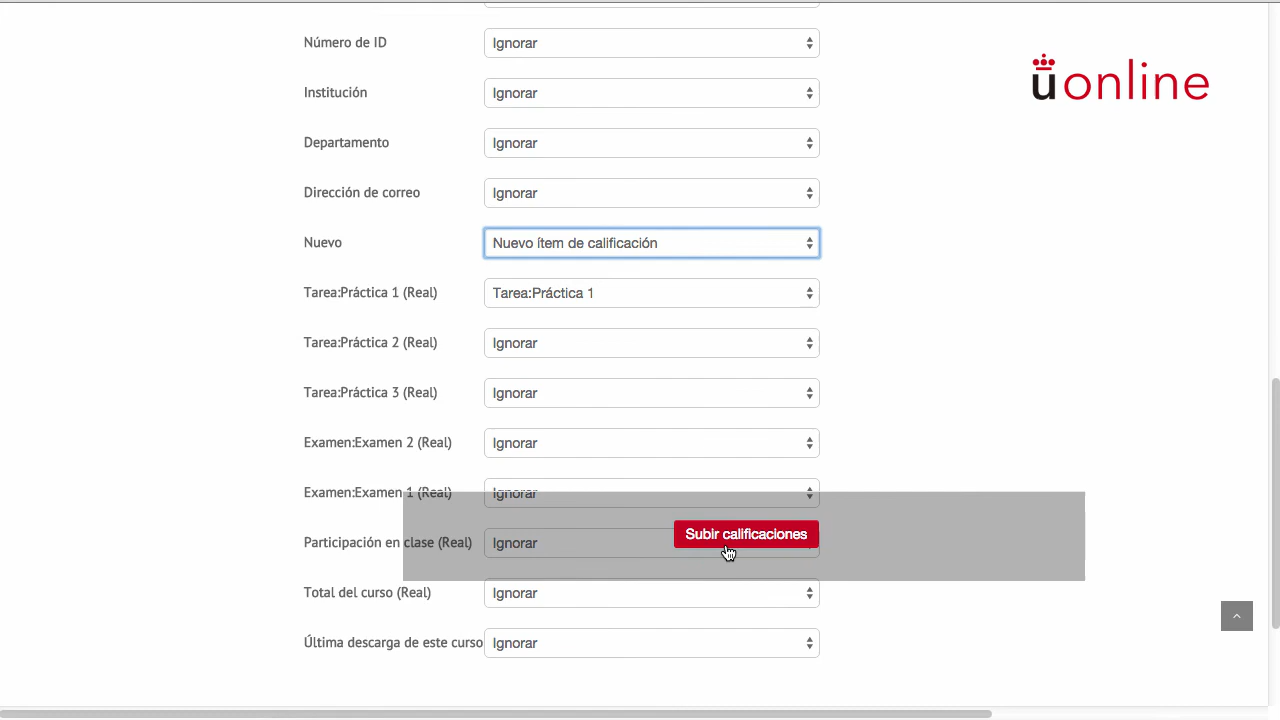 Número de ID Ignorar
uonline
Institución Ignorar
Departamento Ignorar
Dirección de correo Ignorar
Nuevo Nuevo ítem de calificación
Tarea:Práctica 1 (Real) Tarea:Práctica 1
Tarea:Práctica 2 (Real) Ignorar
Tarea:Práctica 3 (Real) Ignorar
Examen:Examen 2 (Real) Ignorar
Examen:Examen 1 (Real) Ignorar
Subir calificaciones
Participación en clase (Real) Ignorar
Total del curso (Real) Ignorar
Última descarga de este curso Ignorar